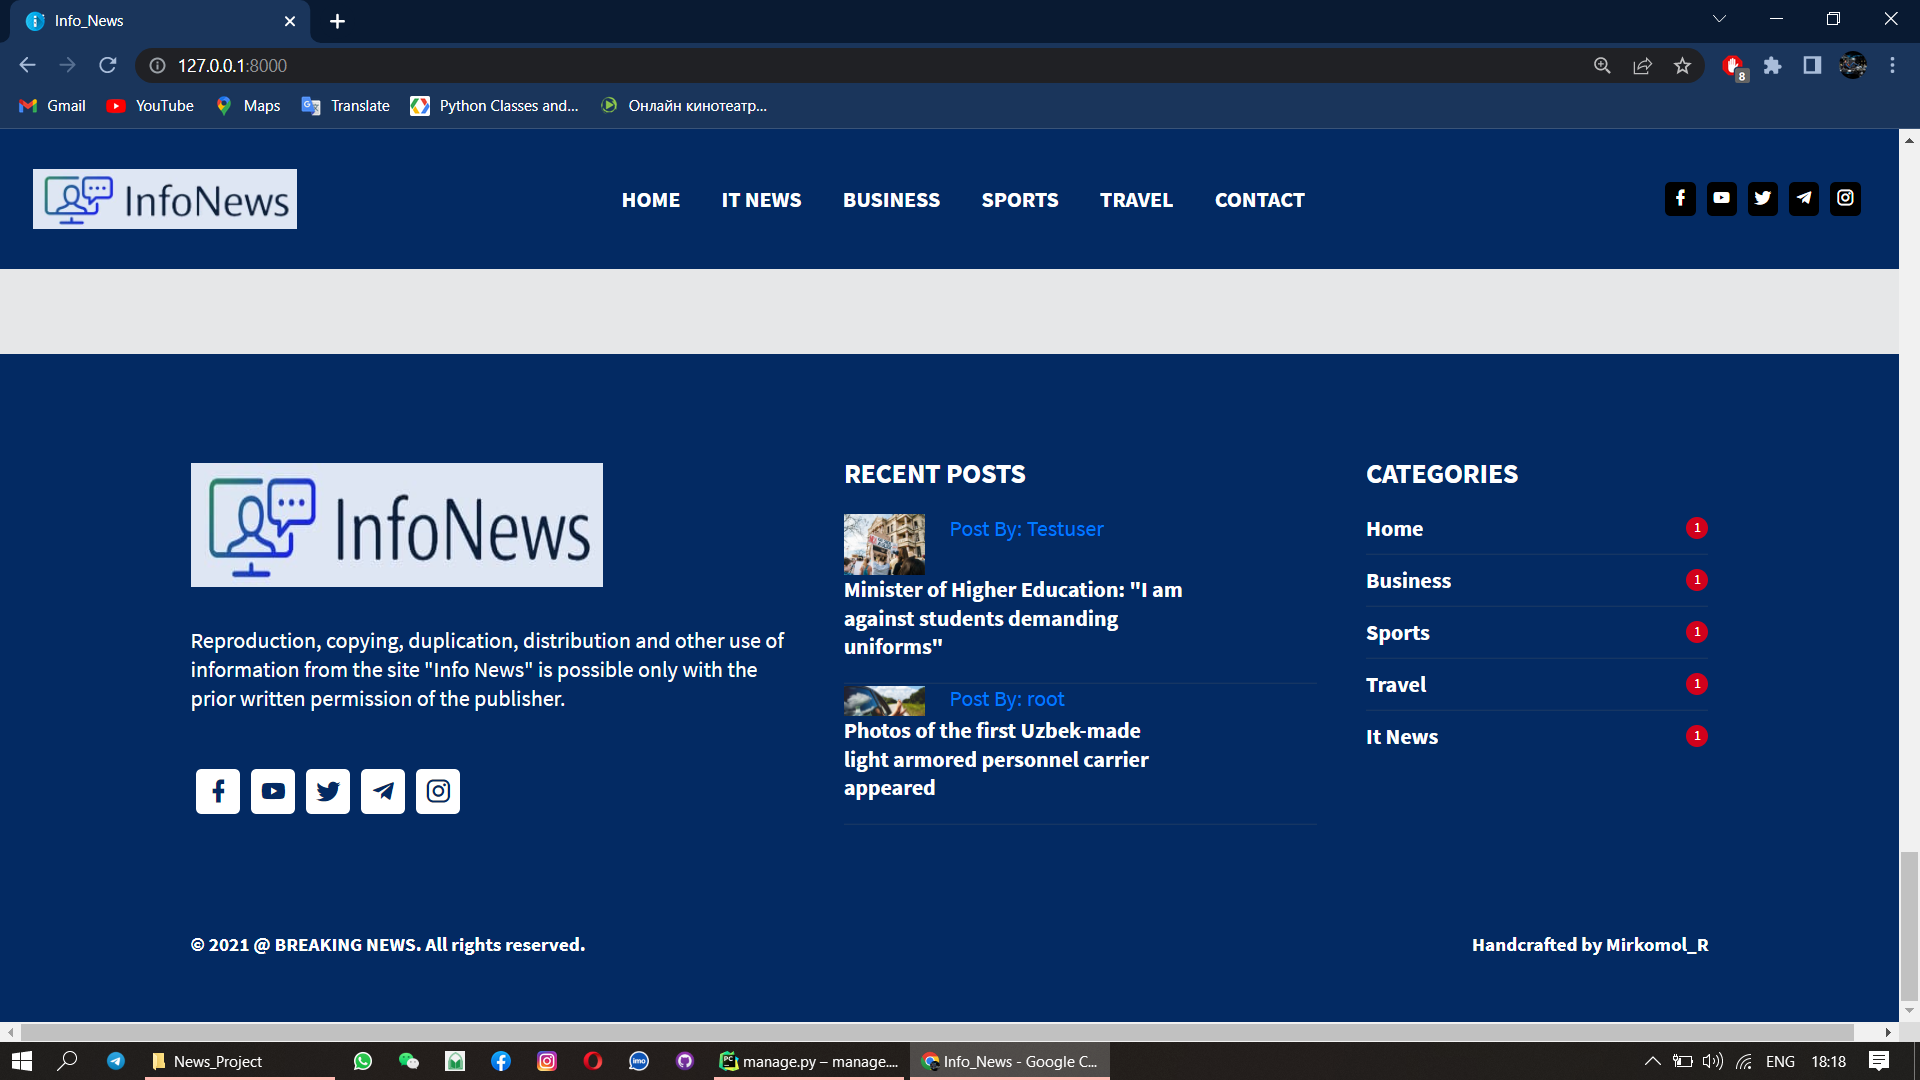 Info_News
127.0.0.1:8000
8
Gmail
YouTube
Maps
Translate
Python Classes and...
Онлайн кинотеатр...
InfoNews
HOME
IT NEWS
BUSINESS
SPORTS
TRAVEL
CONTACT
InfoNews
Reproduction, copying, duplication, distribution and other use of
information from the site "Info News" is possible only with the
prior written permission of the publisher.
RECENT POSTS
Post By: Testuser
Minister of Higher Education: "I am
against students demanding
uniforms"
Post By: root
Photos of the first Uzbek-made
light armored personnel carrier
appeared
CATEGORIES
Home 1
Business 1
Sports 1
Travel 1
It News 1
© 2021 @ BREAKING NEWS. All rights reserved.
Handcrafted by Mirkomol_R
News_Project
imo
PC
manage.py – manage....
Info_News - Google C...
ENG
18:18